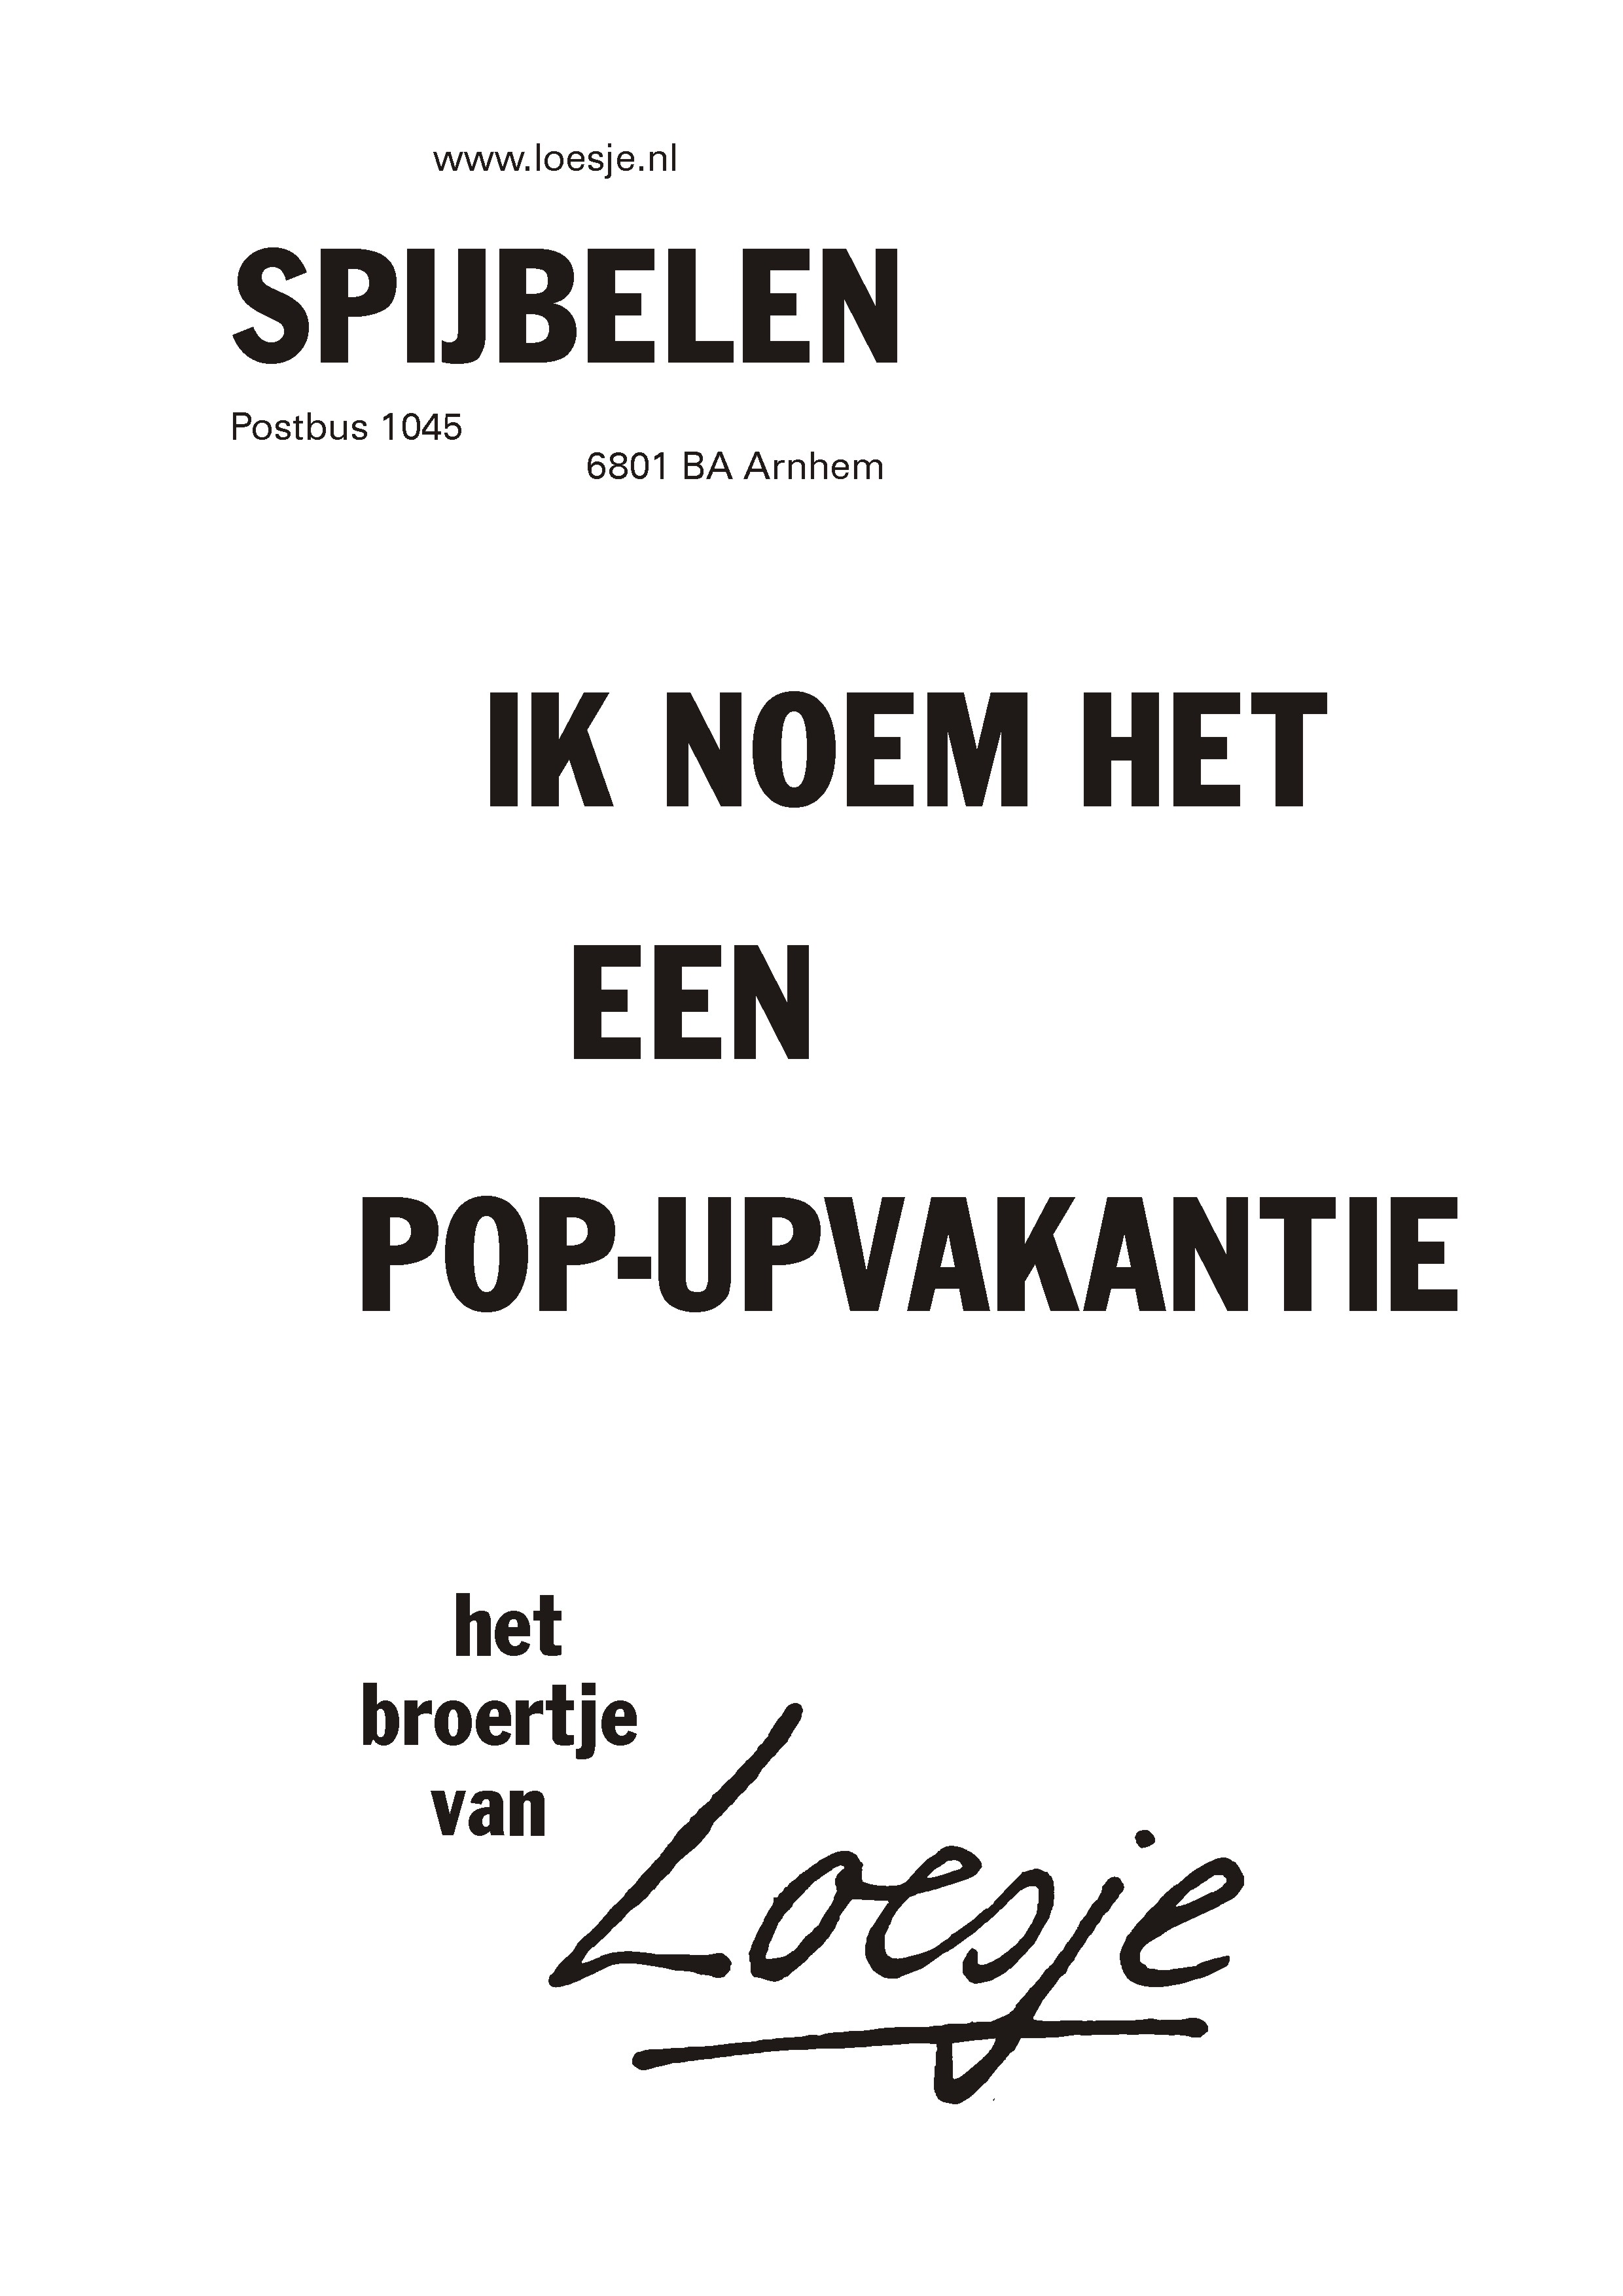 www.loesje.nl
SPIJBELEN
Postbus 1045
6801 BA Arnhem
IK NOEM HET
EEN
POP-UPVAKANTIE
het
broertje
van
Loesje